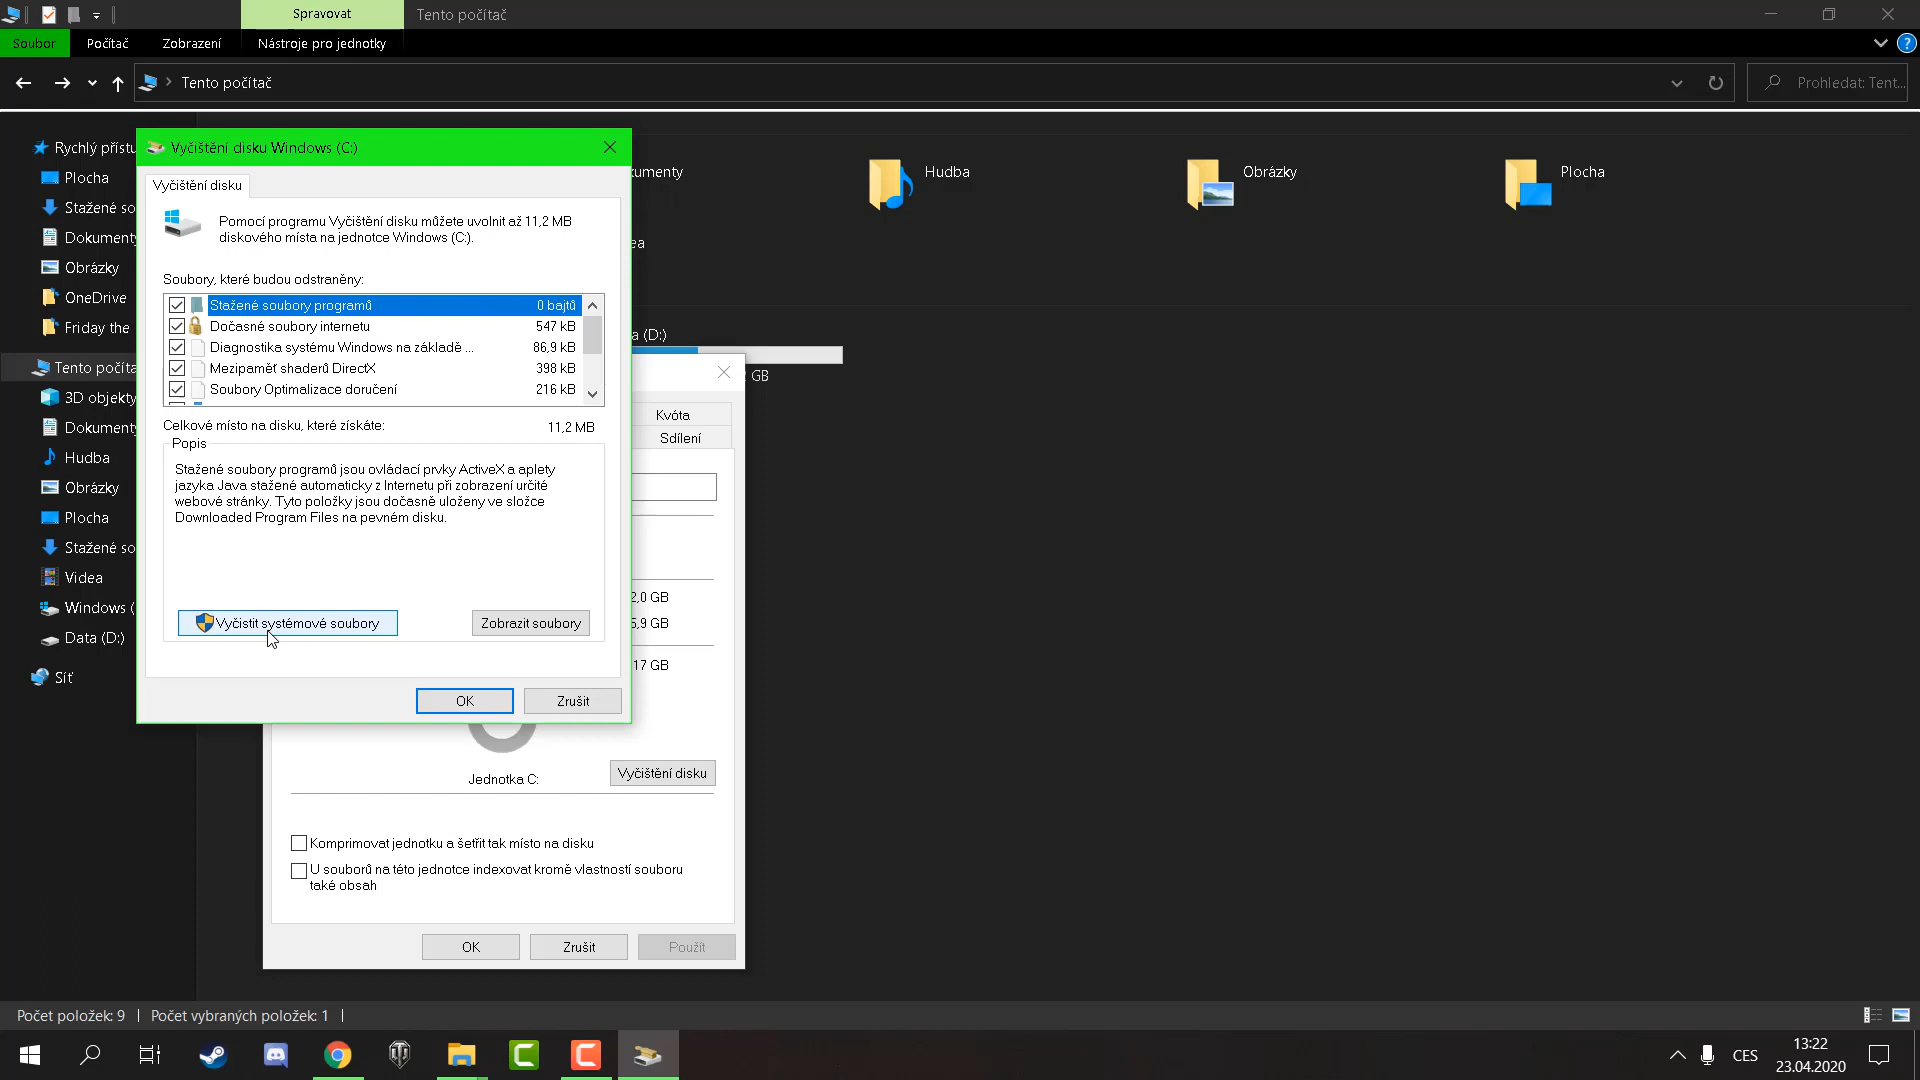 Spravovat
Tento počítač
Soubor
Počítač
Zobrazení
Nástroje pro jednotky
Tento počítač
Prohledat: Tent...
Rychlý přístu
Plocha
Stažené so
Dokumenty
Obrázky
OneDrive
Friday the
Tento počíta
3D objekty
Dokumenty
Hudba
Obrázky
Plocha
Stažené so
Videa
Windows (
Data (D:)
Síť
kumenty
Hudba
Obrázky
Plocha
ea
a (D:)
GB
Vyčištění disku Windows (C:)
Vyčištění disku
Pomocí programu Vyčištění disku můžete uvolnit až 11,2 MB
diskového místa na jednotce Windows (C:).
Soubory, které budou odstraněny:
Stažené soubory programů 0 bajtů
Dočasné soubory internetu 547 kB
Diagnostika systému Windows na základě ... 86,9 kB
Mezipaměť shaderů DirectX 398 kB
Soubory Optimalizace doručení 216 kB
Celkové místo na disku, které získáte: 11,2 MB
Popis
Stažené soubory programů jsou ovládací prvky ActiveX a aplety
jazyka Java stažené automaticky z Internetu při zobrazení určité
webové stránky. Tyto položky jsou dočasně uloženy ve složce
Downloaded Program Files na pevném disku.
Vyčistit systémové soubory
Zobrazit soubory
OK
Zrušit
Kvóta
Sdílení
2,0 GB
5,9 GB
17 GB
Jednotka C:
Vyčištění disku
Komprimovat jednotku a šetřit tak místo na disku
U souborů na této jednotce indexovat kromě vlastností souboru
také obsah
OK
Zrušit
Použít
Počet položek: 9
Počet vybraných položek: 1
CES
13:22
23.04.2020